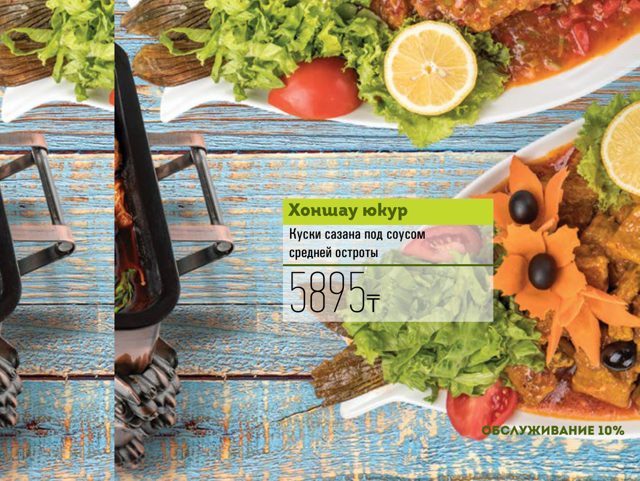 Хоншау юкур
Куски сазана под соусом
средней остроты
5895₸
ОБСЛУЖИВАНИЕ 10%